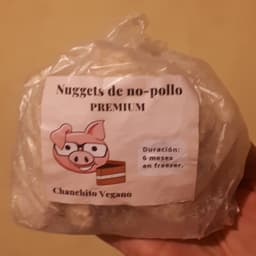 Nuggets de no-pollo
PREMIUM
Duración:
6 meses
en freezer.
Chanchito Vegano